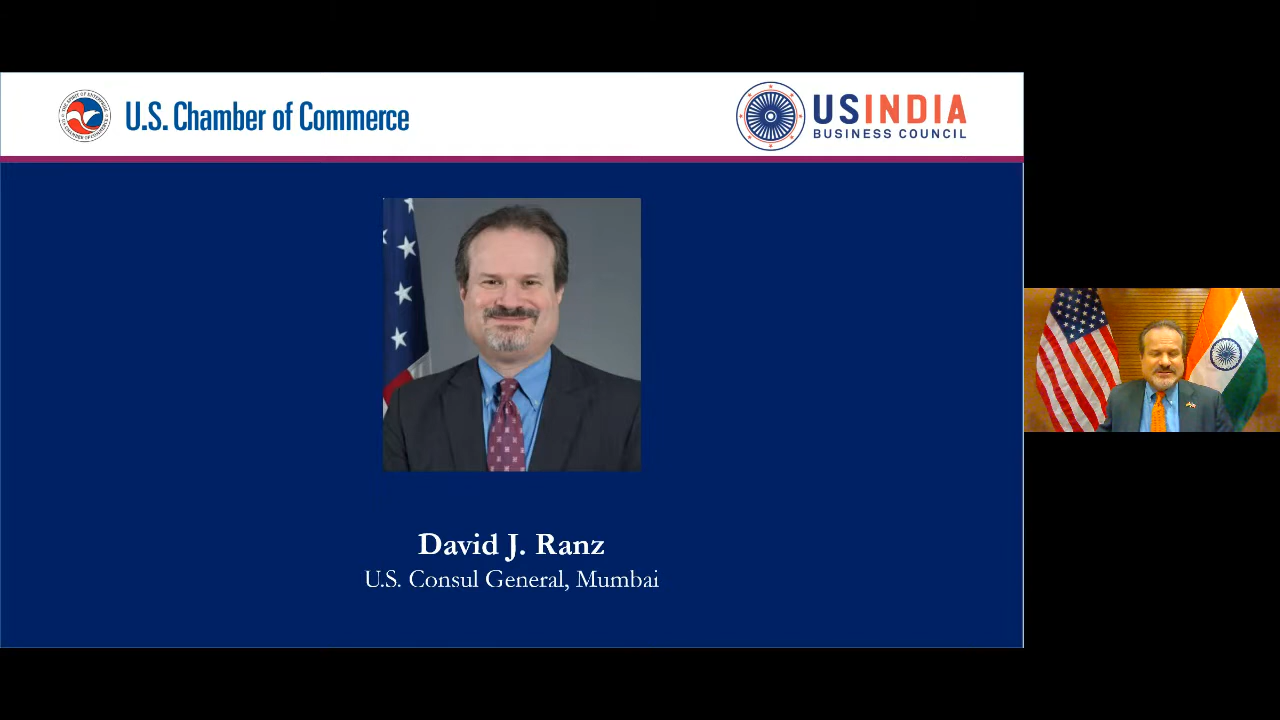 U.S. Chamber of Commerce
USINDIA
BUSINESS COUNCIL
David J. Ranz
U.S. Consul General, Mumbai